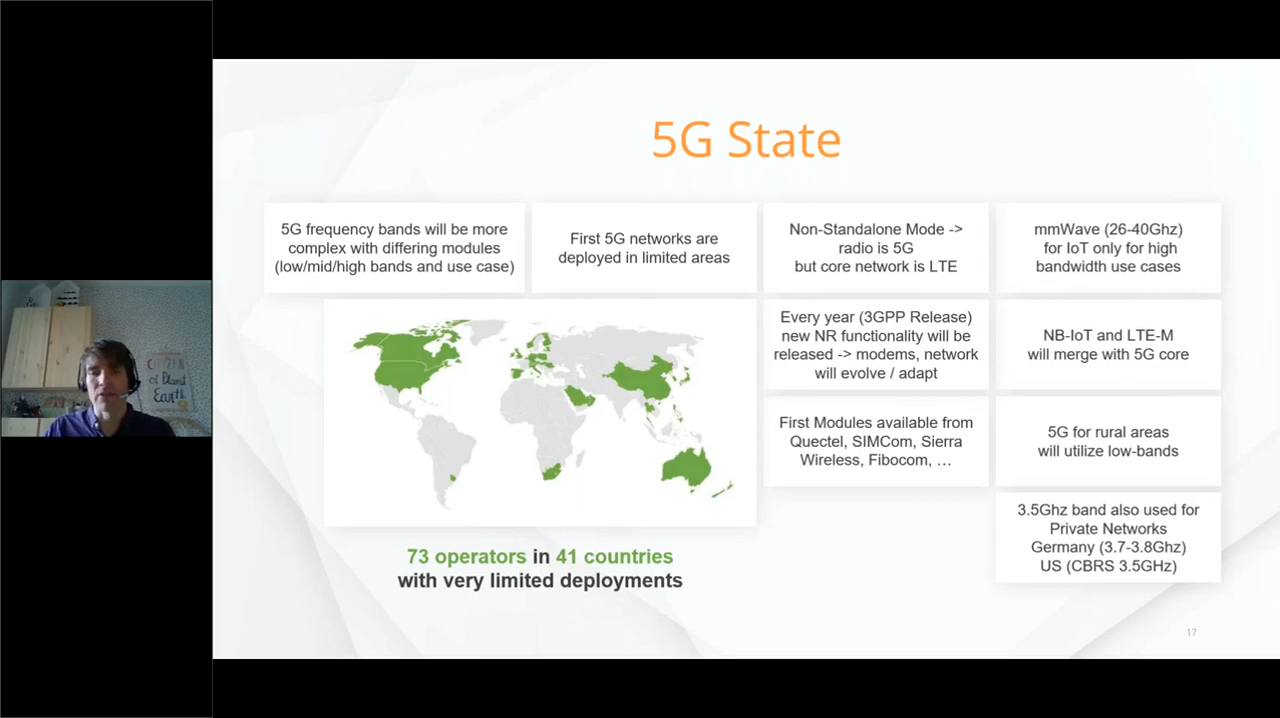 5G State
5G frequency bands will be more
complex with differing modules
(low/mid/high bands and use case)
First 5G networks are
deployed in limited areas
Non-Standalone Mode ->
radio is 5G
but core network is LTE
mmWave (26-40Ghz)
for IoT only for high
bandwidth use cases
Every year (3GPP Release)
new NR functionality will be
released -> modems, network
will evolve / adapt
NB-IoT and LTE-M
will merge with 5G core
First Modules available from
Quectel, SIMCom, Sierra
Wireless, Fibocom, …
5G for rural areas
will utilize low-bands
3.5Ghz band also used for
Private Networks
Germany (3.7-3.8Ghz)
US (CBRS 3.5GHz)
73 operators in 41 countries
with very limited deployments
17
of Planet
Earth